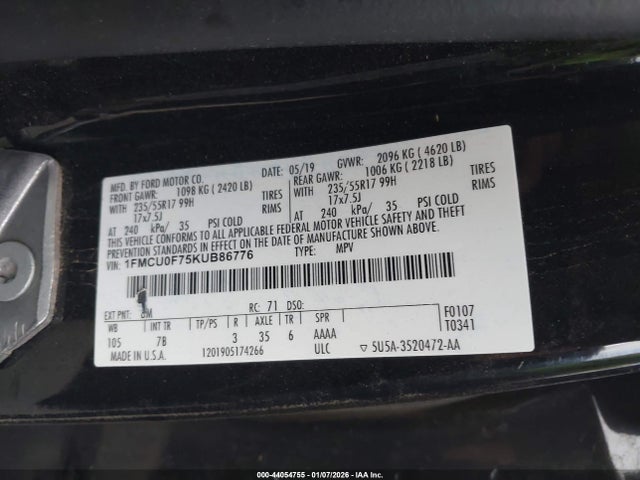 MFD. BY FORD MOTOR CO.
05/19
GVWR: 2096 KG ( 4620 LB)
FRONT GAWR: 1098 KG ( 2420 LB)
REAR GAWR: 1006 KG ( 2218 LB)
WITH 235/55R17 99H TIRES
WITH 235/55R17 99H TIRES
17x7.5J RIMS
17x7.5J RIMS
AT 240 kPa/ 35 PSI COLD
AT 240 kPa/ 35 PSI COLD
THIS VEHICLE CONFORMS TO ALL APPLICABLE FEDERAL MOTOR VEHICLE SAFETY AND THEFT
PREVENTION STANDARDS IN EFFECT ON THE DATE OF MANUFACTURE SHOWN ABOVE.
1FMCU0F75KUB86776 TYPE: MPV
EXT PNT: RC: 71 DSO:
WB INT TR TP/PS R AXLE TR SPR
105 7B 3 35 6 AAAA
F0107
T0341
MADE IN U.S.A. 1201905174266 ULC ▽ 5U5A-3520472-AA
000-44054755 - 01/07/2026 - IAA Inc.